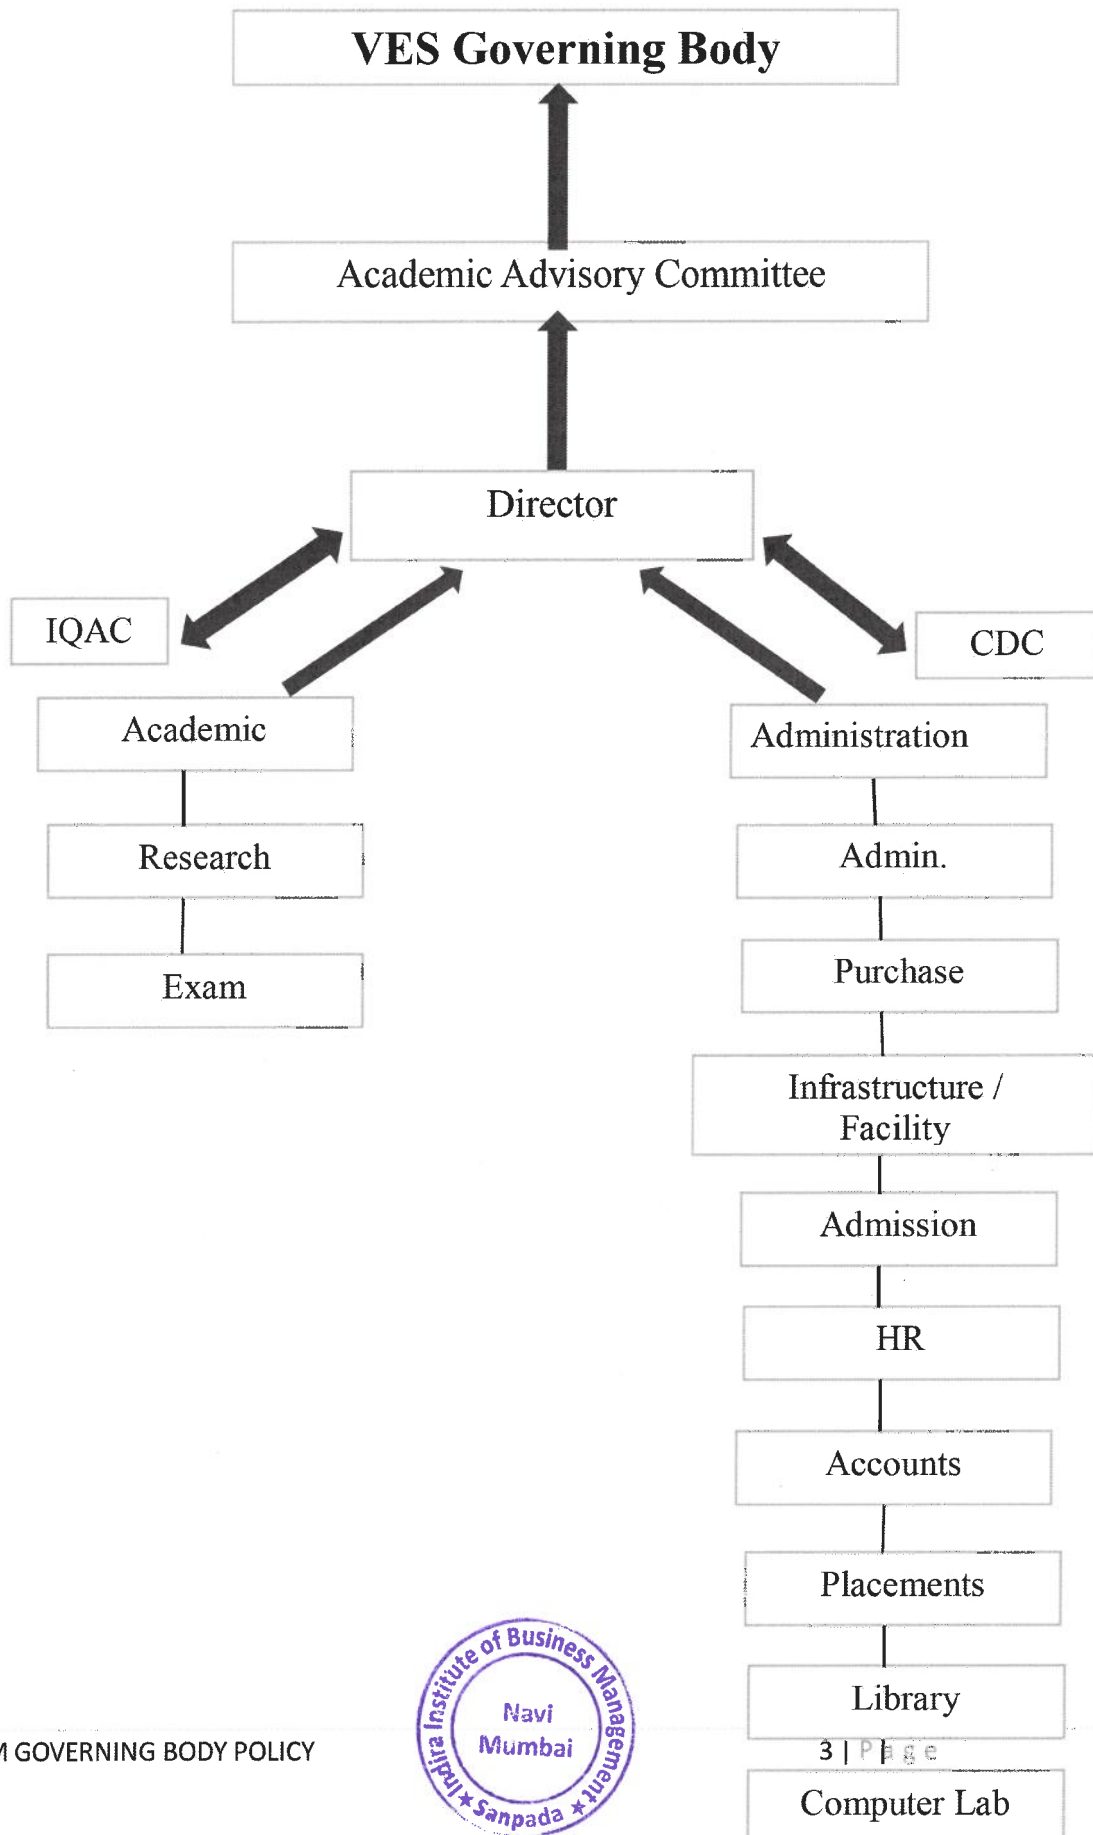 VES Governing Body
Academic Advisory Committee
Director
IQAC
CDC
Academic
Administration
Research
Admin.
Exam
Purchase
Infrastructure /
Facility
Admission
HR
Accounts
Placements
Library
Indira Institute of Business Management
★ Sanpada ★
Navi
Mumbai
M GOVERNING BODY POLICY
3 | Page
Computer Lab